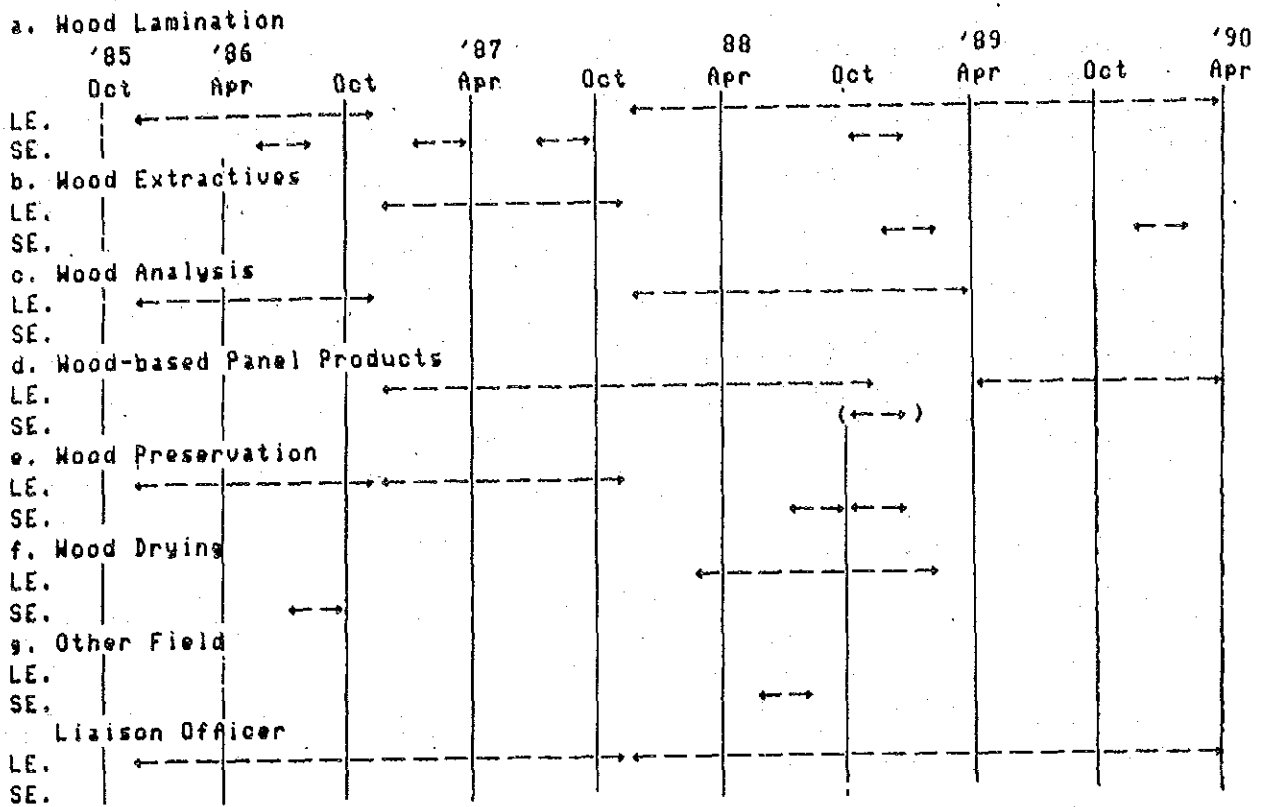 a. Wood Lamination
'85 '86 '87 88 '89 '90
Oct Apr Oct Apr Oct Apr Oct Apr Oct Apr
LE.
SE.
b. Wood Extractives
LE.
SE.
c. Wood Analysis
LE.
SE.
d. Wood-based Panel Products
LE.
SE. ( )
e. Wood Preservation
LE.
SE.
f. Wood Drying
LE.
SE.
g. Other Field
LE.
SE.
Liaison Officer
LE.
SE.